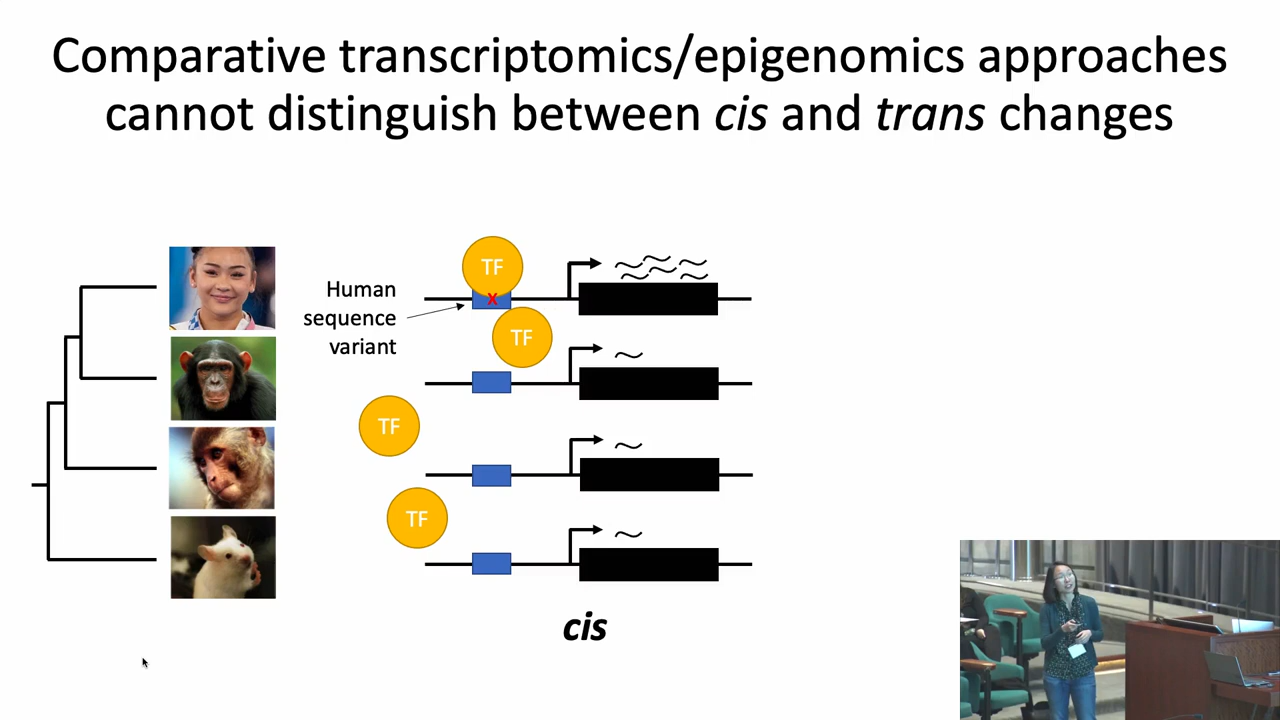 Comparative transcriptomics/epigenomics approaches
cannot distinguish between cis and trans changes
Human
sequence
variant
TF
x
TF
TF
TF
cis